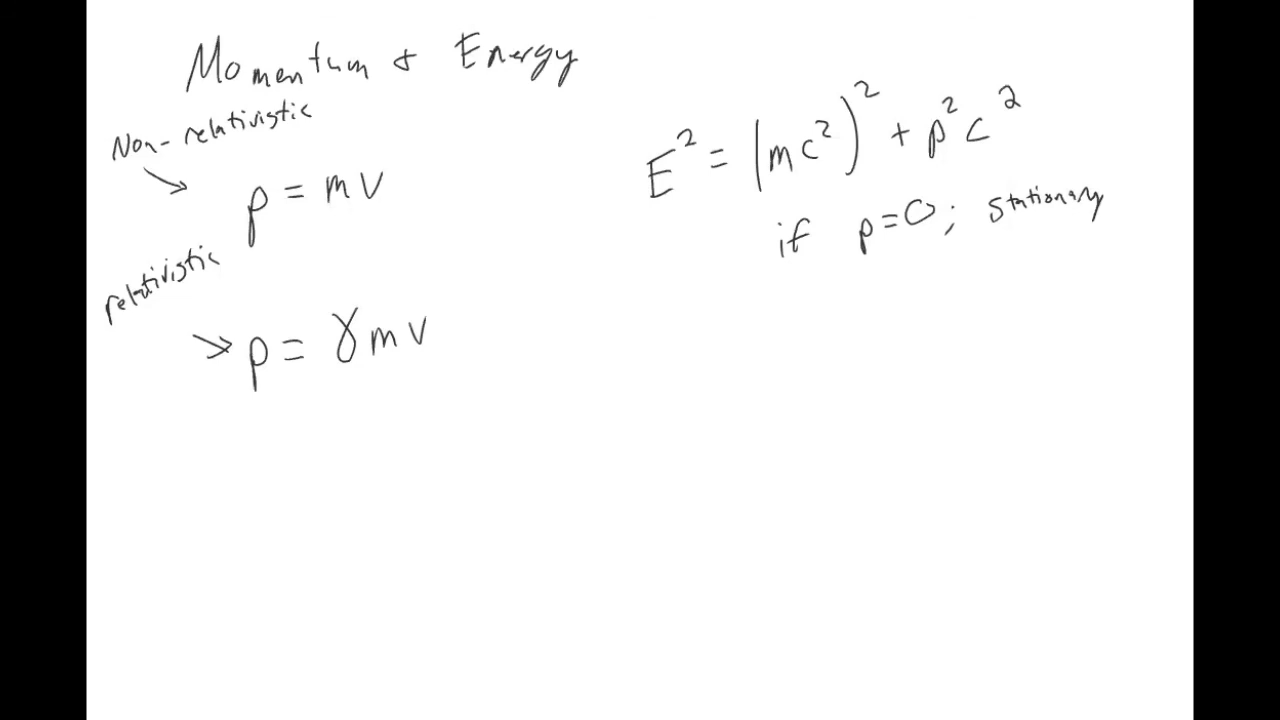 Momentum & Energy
Non-relativistic
p = mv
relativistic
p = γmv
E² = (mc²)² + p²c²
if p=0; stationary